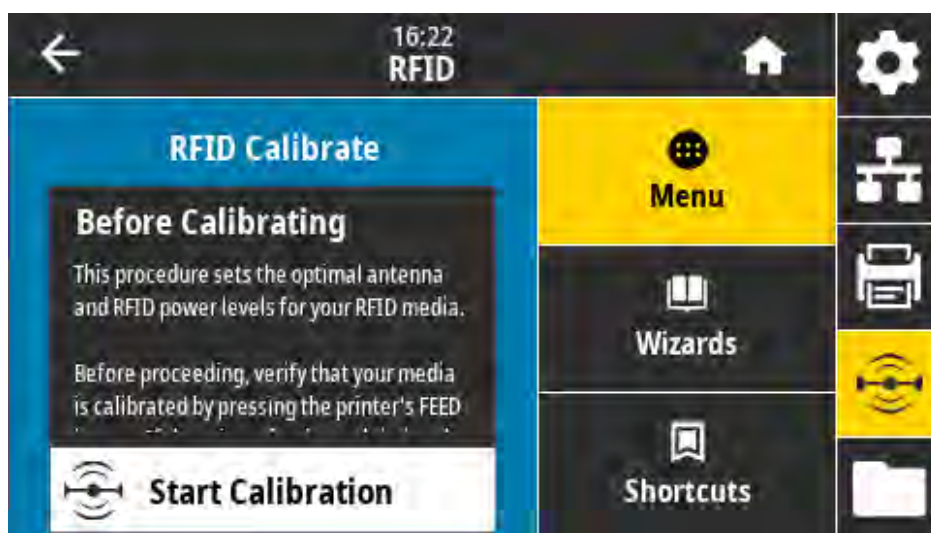 16:22
RFID
RFID Calibrate
Before Calibrating
This procedure sets the optimal antenna
and RFID power levels for your RFID media.
Before proceeding, verify that your media
is calibrated by pressing the printer's FEED
Start Calibration
Menu
Wizards
Shortcuts